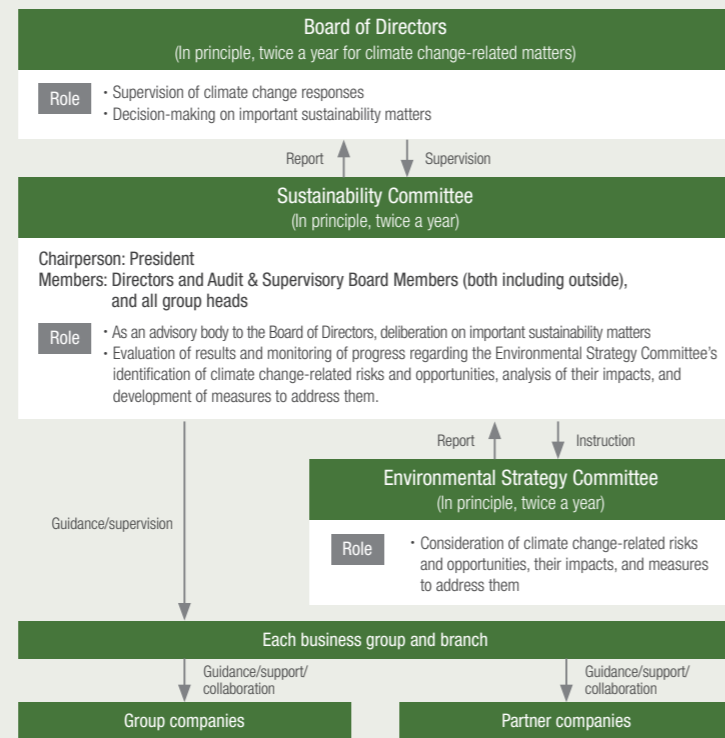 Board of Directors
(In principle, twice a year for climate change-related matters)
Role
・Supervision of climate change responses
・Decision-making on important sustainability matters
Report
Supervision
Sustainability Committee
(In principle, twice a year)
Chairperson: President
Members: Directors and Audit & Supervisory Board Members (both including outside),
and all group heads
Role
・As an advisory body to the Board of Directors, deliberation on important sustainability matters
・Evaluation of results and monitoring of progress regarding the Environmental Strategy Committee's
identification of climate change-related risks and opportunities, analysis of their impacts, and
development of measures to address them.
Report
Instruction
Environmental Strategy Committee
(In principle, twice a year)
Guidance/supervision
Role
・Consideration of climate change-related risks
and opportunities, their impacts, and measures
to address them
Each business group and branch
Guidance/support/
collaboration
Guidance/support/
collaboration
Group companies
Partner companies